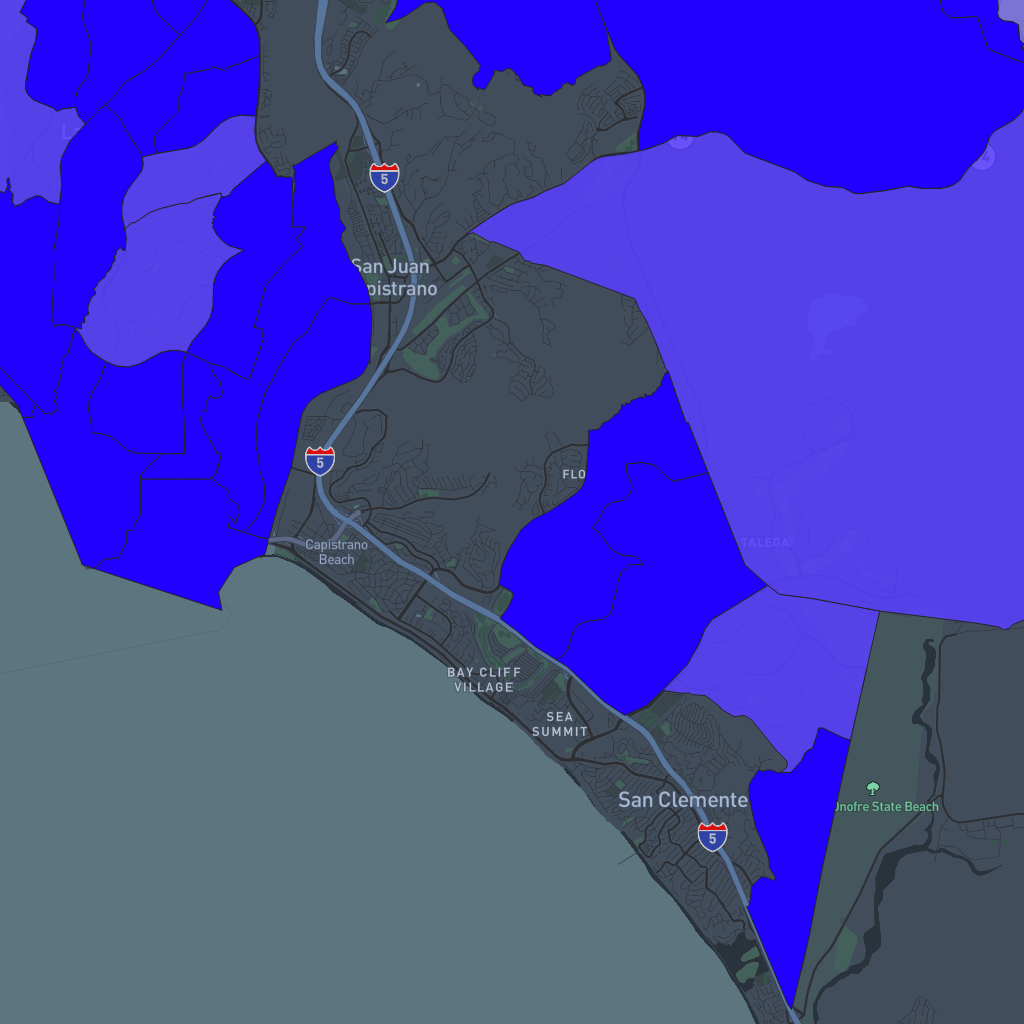 5
San Juan
pistrano
5
FLO
TALEGA
Capistrano
Beach
BAY CLIFF
VILLAGE
SEA
SUMMIT
San Clemente
Onofre State Beach
5